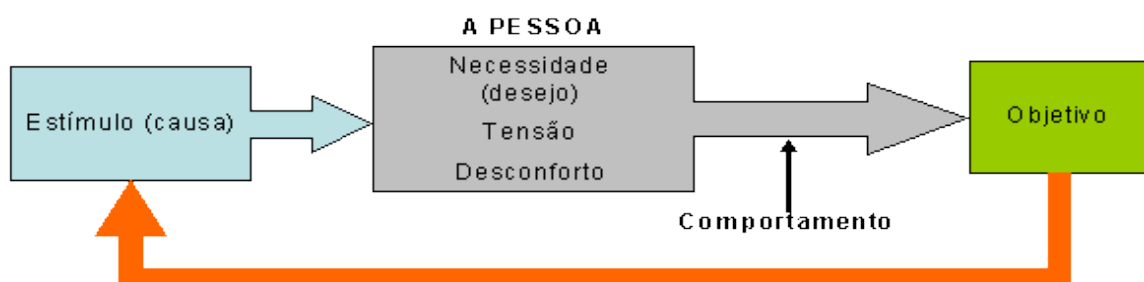 A PESSOA
Estímulo (causa)
Necessidade
(desejo)
Tensão
Desconforto
Objetivo
Comportamento